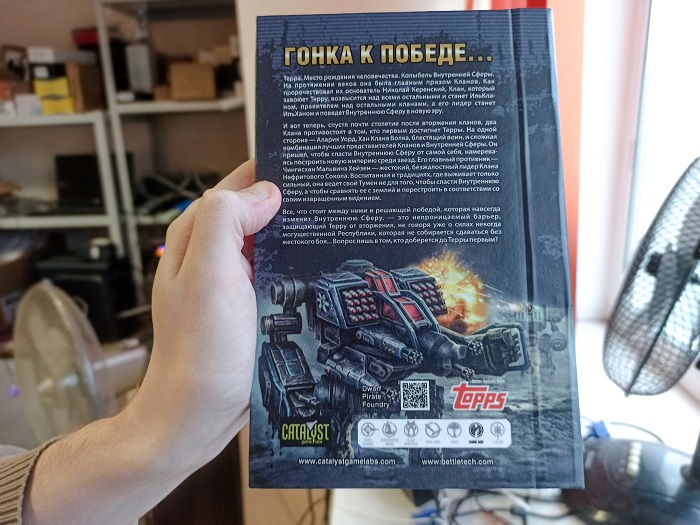 ГОНКА К ПОБЕДЕ...
Терра. Место рождения человечества. Колыбель Внутренней Сферы.
На протяжении веков она была главным призом Кланов. Как
пророчествовал их основатель Николай Керенский, Клан, который
завоюет Терру, возвысится над всеми остальными и станет ИльКла-
ном, правителем над остальными кланами, а его лидер станет
ИльХаном и поведет Внутреннюю Сферу в новую эру.
И вот теперь, спустя почти столетие после вторжения кланов, два
Клана противостоят в том, кто первым достигнет Терры. На одной
стороне — Аларик Уорд, Хан Клана Волка, блестящий воин, и сложная
комбинация лучших представителей Кланов и Внутренней Сферы. Он
пришел, чтобы спасти Внутреннюю Сферу от самой себя, намерева-
ясь построить новую империю среди звезд. Его главный противник —
Чингисхан Мальвина Хейзен — жестокий, безжалостный лидер Клана
Нефритового Сокола. Воспитанная в традициях, где выживает только
сильный, она ведет свой Тумен не для того, чтобы спасти Внутреннюю
Сферу, а чтобы сравнять ее с землей и перестроить в соответствии со
своим извращенным видением.
Все, что стоит между ними и решающей победой, которая навсегда
изменит Внутреннюю Сферу, — это непроницаемый барьер,
защищающий Терру от вторжения, не говоря уже о силах некогда
могущественной Республики, которая не собирается сдаваться без
жестокого боя... Вопрос лишь в том, кто доберется до Терры первым?
Dwarf
Pirate
Foundry
topps
CATALYST
game labs
www.catalystgamelabs.com
www.battletech.com